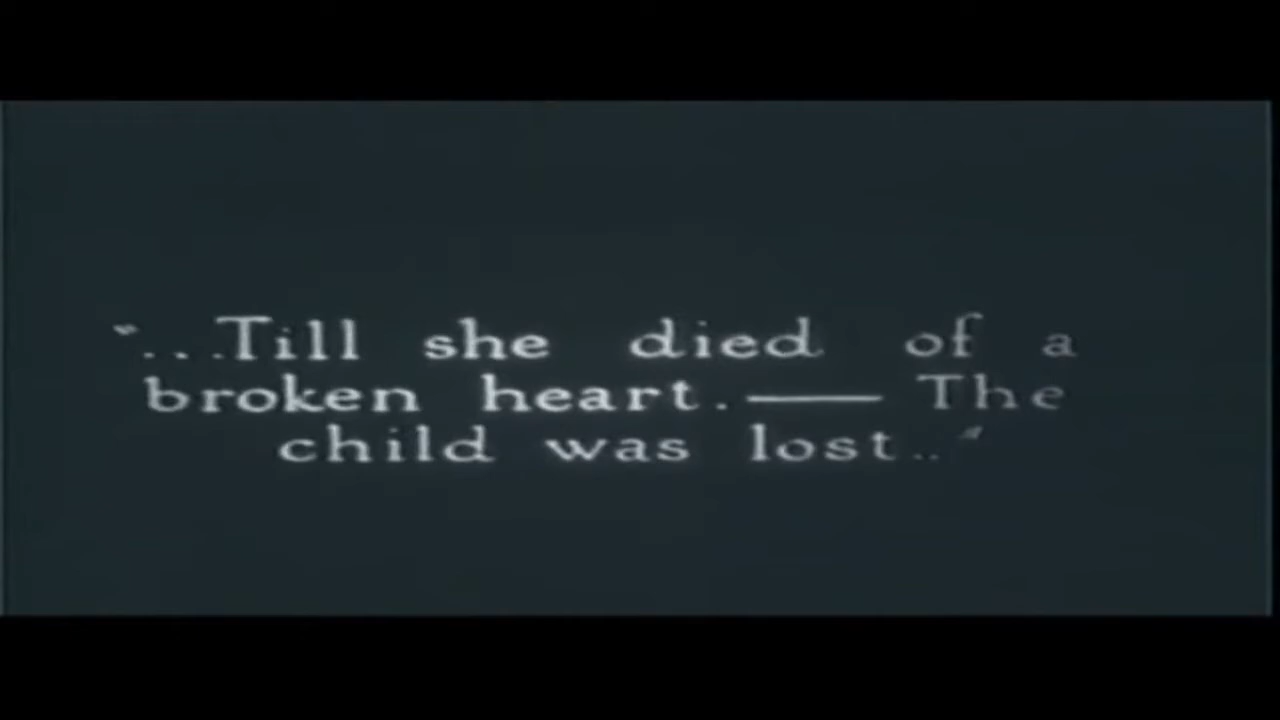 "...Till she died of a
broken heart.— The
child was lost.."